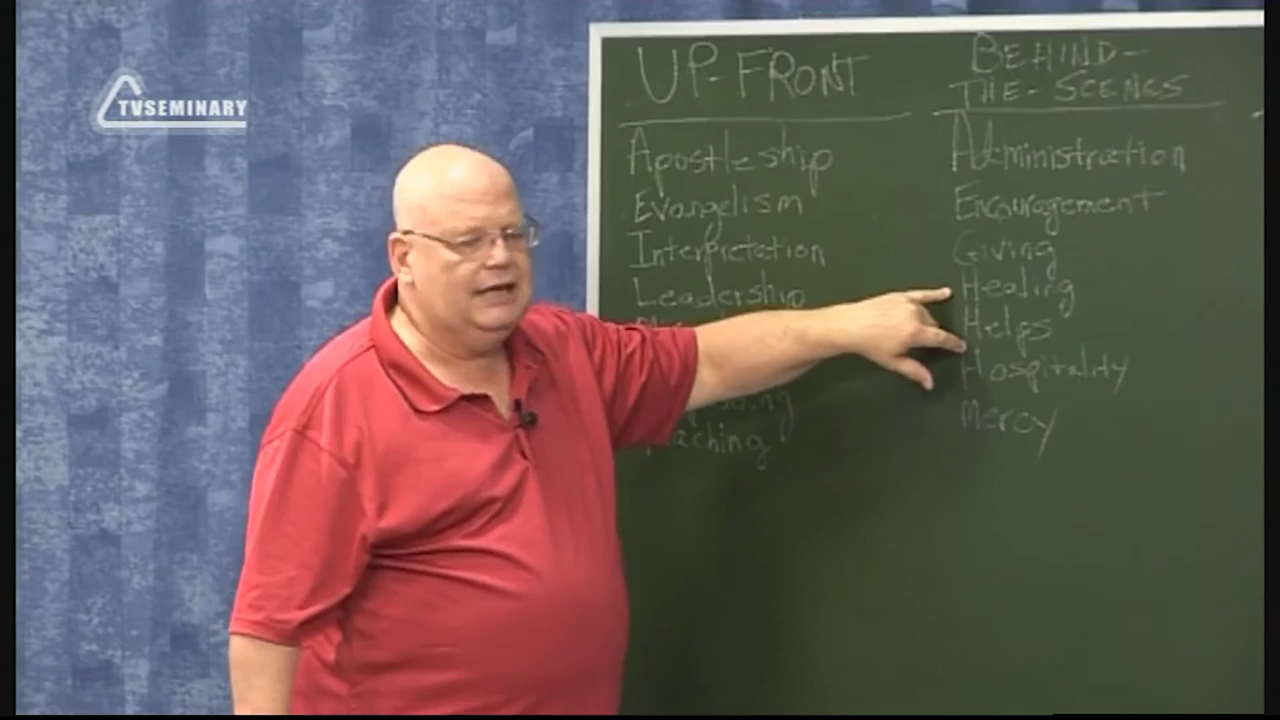 TVSEMINARY
UP-FRONT
Apostleship
Evangelism
Interpretation
Leadership
BEHIND-
THE-SCENES
Administration
Encouragement
Giving
Healing
Helps
Hospitality
Mercy